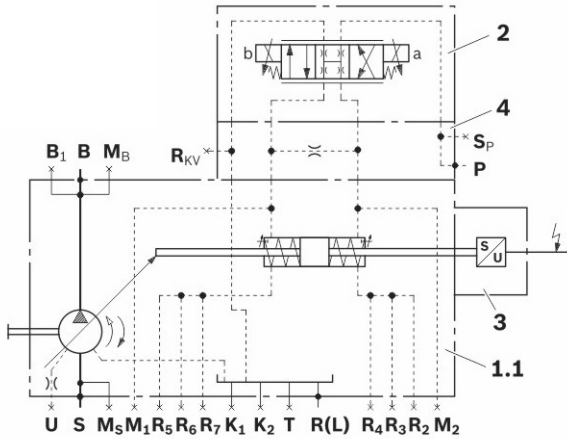 b a 2
4
S_P
R_KV
P
B_1 B M_B
S
U
3
1.1
U S M_S M_1 R_5 R_6 R_7 K_1 K_2 T R(L) R_4 R_3 R_2 M_2